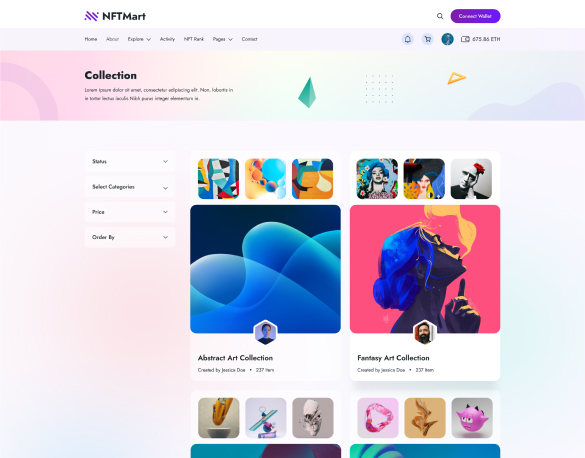 NFTMart
Connect Wallet
Home
About
Explore
Activity
NFT Rank
Pages
Contact
675.86 ETH
Collection
Lorem ipsum dolor sit amet, consectetur adipiscing elit. Non, lobortis in
in tortor lectus iaculis Nibh purus integer elementum in.
Status
Select Categories
Price
Order By
Abstract Art Collection
Created by Jessica Doe • 237 Item
Fantasy Art Collection
Created by Jessica Doe • 237 Item